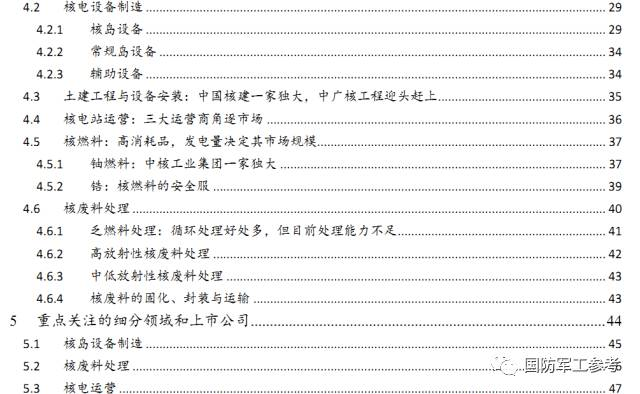 4.2 核电设备制造 29
4.2.1 核岛设备 29
4.2.2 常规岛设备 34
4.2.3 辅助设备 34
4.3 土建工程与设备安装：中国核建一家独大，中广核工程迎头赶上 35
4.4 核电站运营：三大运营商角逐市场 36
4.5 核燃料：高消耗品，发电量决定其市场规模 37
4.5.1 铀燃料：中核工业集团一家独大 37
4.5.2 锆：核燃料的安全服 39
4.6 核废料处理 40
4.6.1 乏燃料处理：循环处理好处多，但目前处理能力不足 41
4.6.2 高放射性核废料处理 42
4.6.3 中低放射性核废料处理 43
4.6.4 核废料的固化、封装与运输 43
5 重点关注的细分领域和上市公司 44
5.1 核岛设备制造 45
5.2 核废料处理
国防军工参考
5.3 核电运营 47